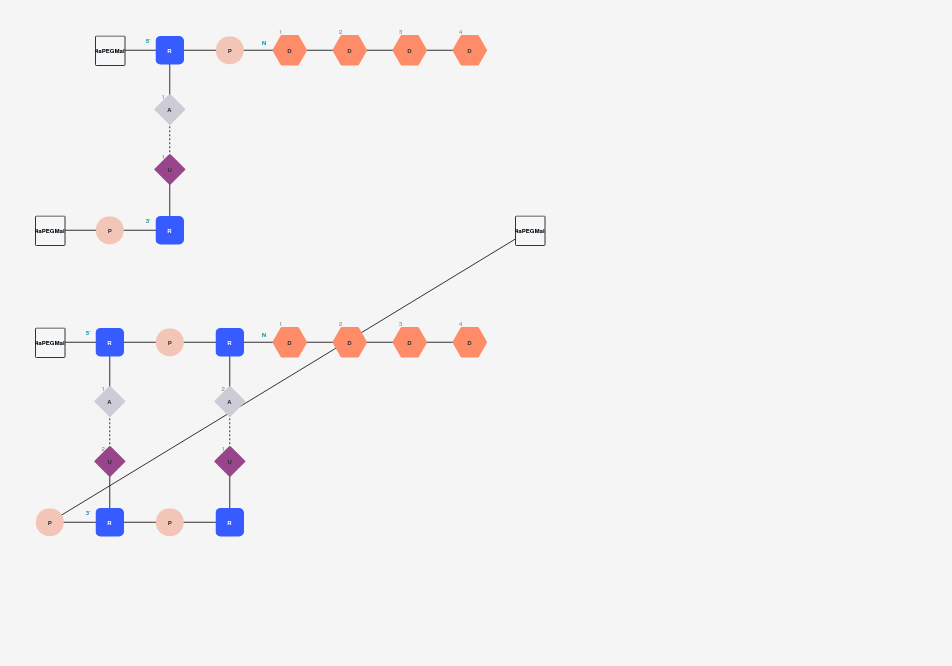 1 2 3 4
5' N
4aPEGMal R P D D D D
1
A
1
U
3'
4aPEGMal P R 4aPEGMal
1 2 3 4
5' N
4aPEGMal R P R D D D D
1 2
A A
2 1
U U
3'
P R P R